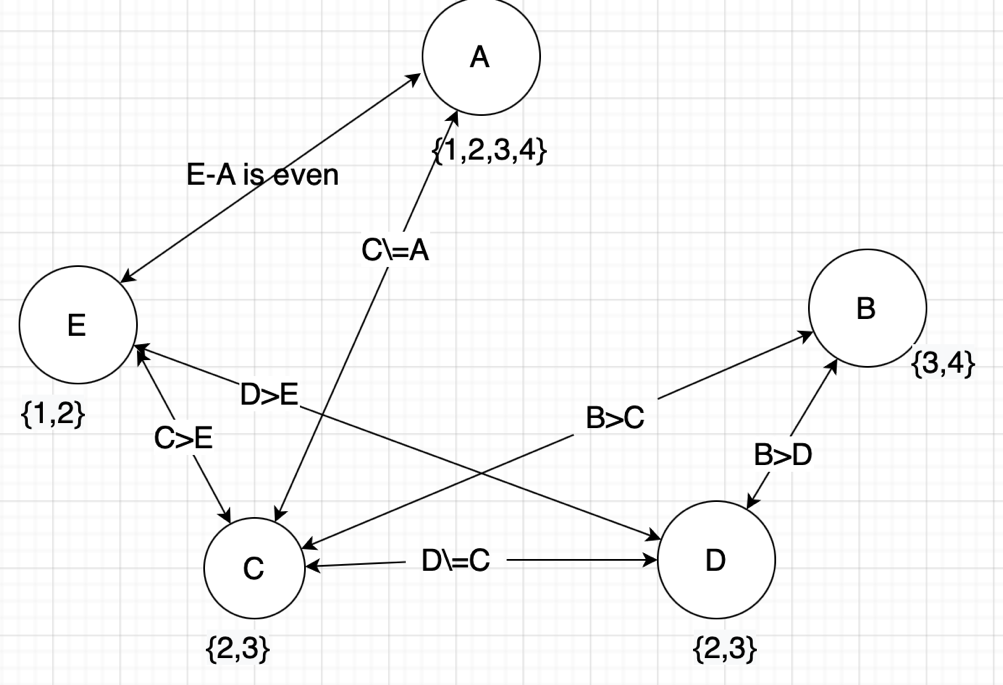 A
{1,2,3,4}
E-A is even
C\=A
B
{3,4}
E
{1,2}
D>E
C>E
B>C
B>D
C
D\=C
D
{2,3}
{2,3}